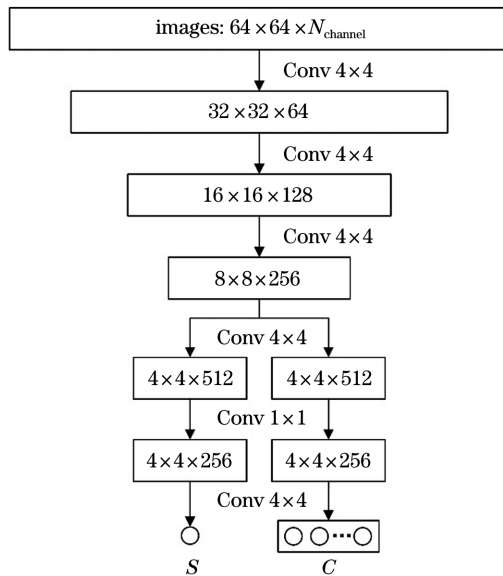 images: 64×64×N_channel
Conv 4×4
32×32×64
Conv 4×4
16×16×128
Conv 4×4
8×8×256
Conv 4×4
4×4×512 4×4×512
Conv 1×1
4×4×256 4×4×256
Conv 4×4
S C